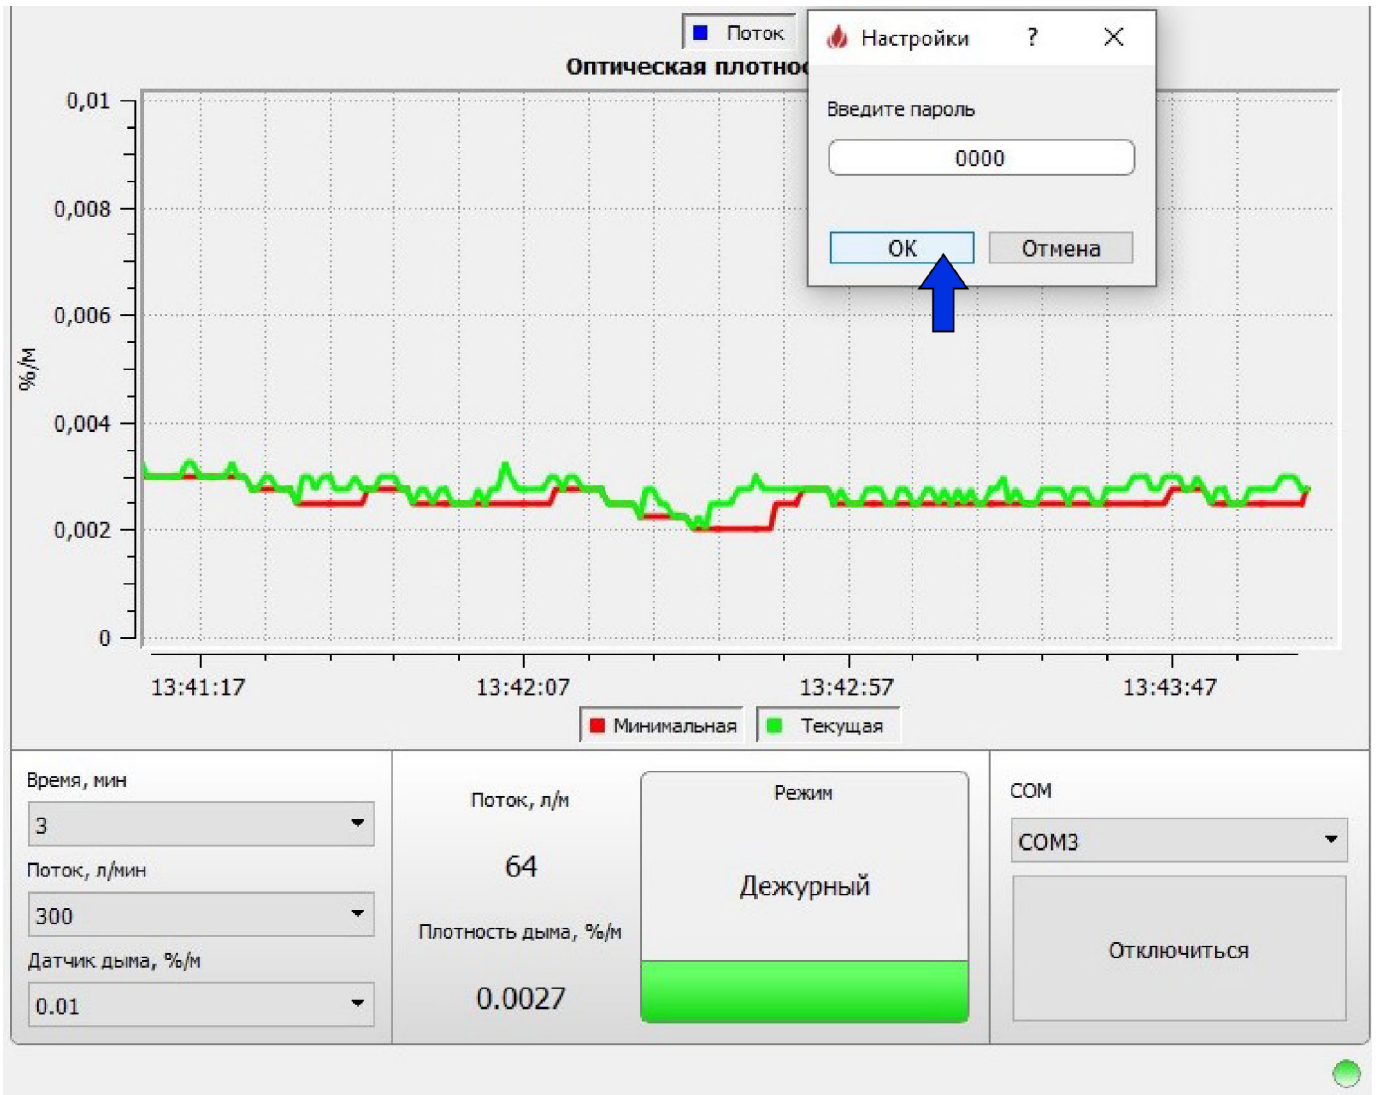 Поток
Оптическая плотнос
Настройки ? ×
Введите пароль
0000
OK Отмена
0,01
0,008
0,006
0,004
0,002
0
%/м
13:41:17 13:42:07 13:42:57 13:43:47
Минимальная Текущая
Время, мин
3
Поток, л/мин
300
Датчик дыма, %/м
0.01
Поток, л/м
64
Плотность дыма, %/м
0.0027
Режим
Дежурный
COM
COM3
Отключиться